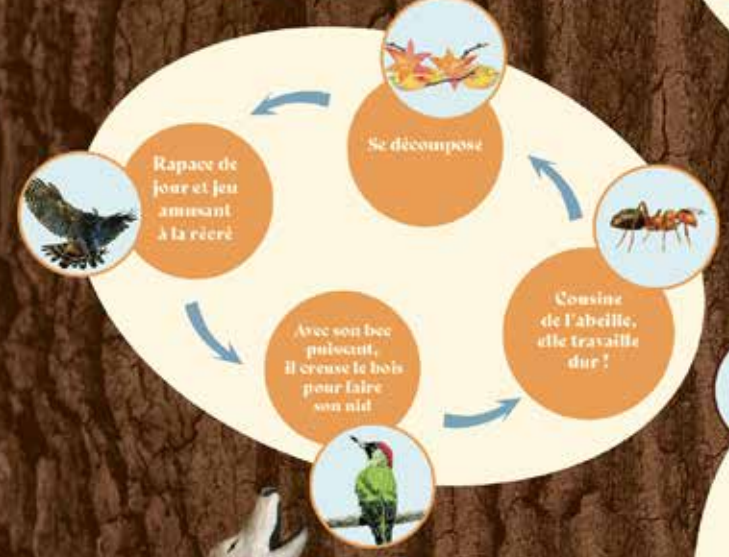 Se décompose
Rapace de
jour et jeu
amusant
à la récré
Avec son bec
puissant,
il creuse le bois
pour faire
son nid
Cousine
de l'abeille,
elle travaille
dur !